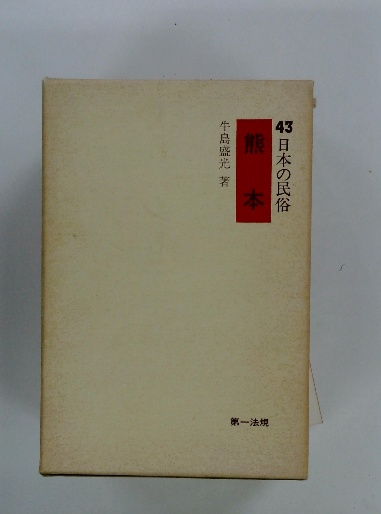 43
日本の民俗
熊本
牛島盛光 著
第一法規